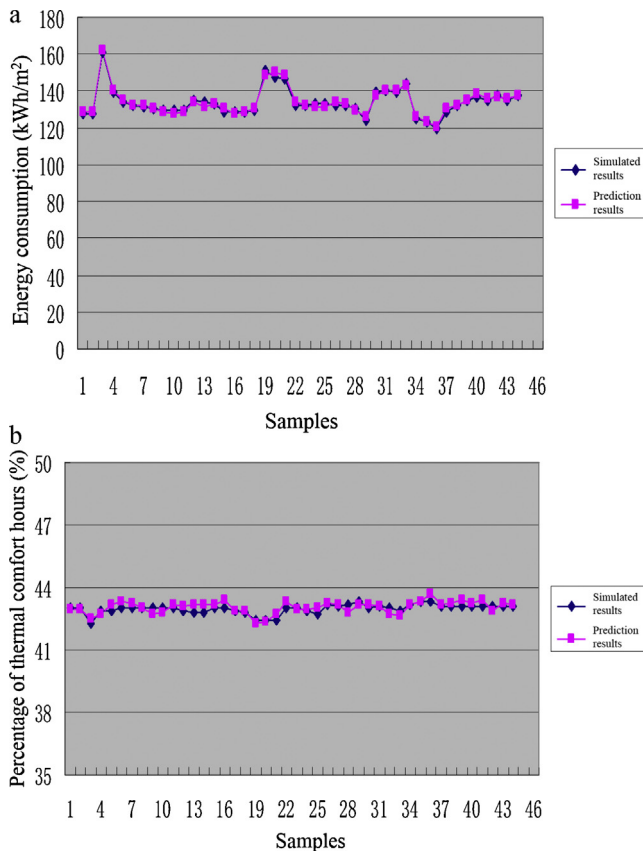 a
180
160
140
120
100
80
60
40
20
0
Energy consumption (kWh/m²)
1 4 7 10 13 16 19 22 25 28 31 34 37 40 43 46
Samples
Simulated
results
Prediction
results
b
50
47
44
41
38
35
Percentage of thermal comfort hours (%)
1 4 7 10 13 16 19 22 25 28 31 34 37 40 43 46
Samples
Simulated
results
Prediction
results